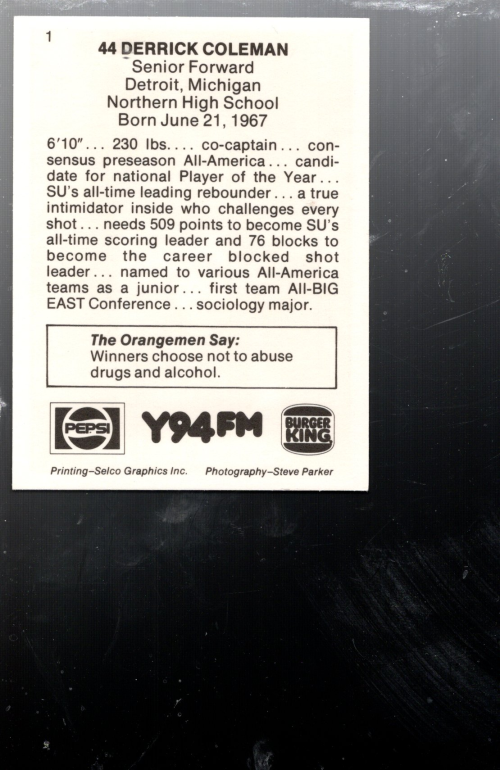 1
44 DERRICK COLEMAN
Senior Forward
Detroit, Michigan
Northern High School
Born June 21, 1967
6'10"... 230 lbs.... co-captain... con-
sensus preseason All-America... candi-
date for national Player of the Year...
SU's all-time leading rebounder... a true
intimidator inside who challenges every
shot... needs 509 points to become SU's
all-time scoring leader and 76 blocks to
become the career blocked shot
leader... named to various All-America
teams as a junior... first team All-BIG
EAST Conference... sociology major.
The Orangemen Say:
Winners choose not to abuse
drugs and alcohol.
PEPSI Y94FM BURGER KING
Printing–Selco Graphics Inc. Photography–Steve Parker